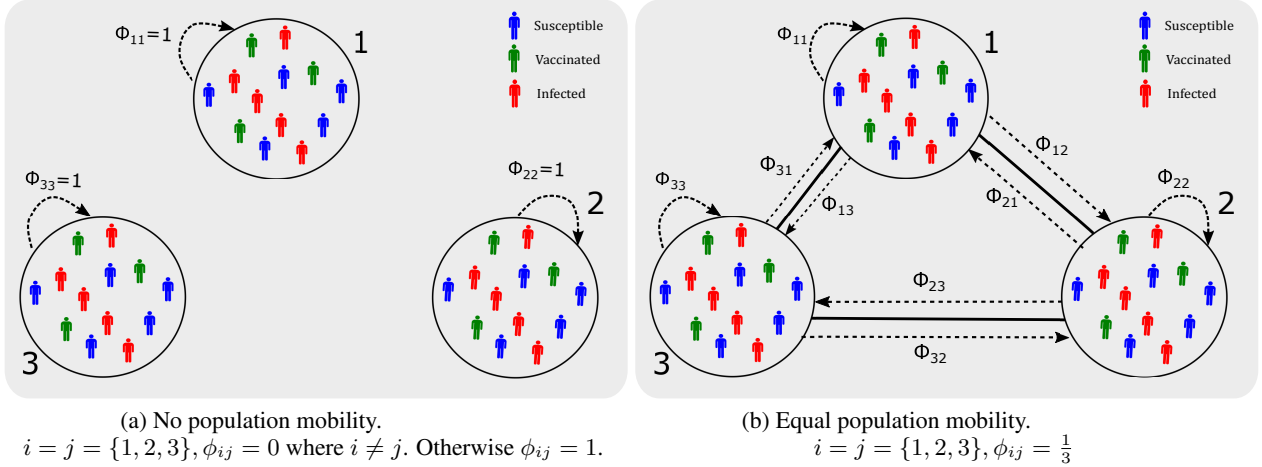 Φ11=1
1
Susceptible
Vaccinated
Infected
Φ33=1
3
Φ22=1
2
Φ11
1
Susceptible
Vaccinated
Infected
Φ31
Φ13
Φ12
Φ21
Φ33
3
Φ22
2
Φ23
Φ32
(a) No population mobility.
i = j = {1, 2, 3}, ϕij = 0 where i ≠ j. Otherwise ϕij = 1.
(b) Equal population mobility.
i = j = {1, 2, 3}, ϕij = 1/3